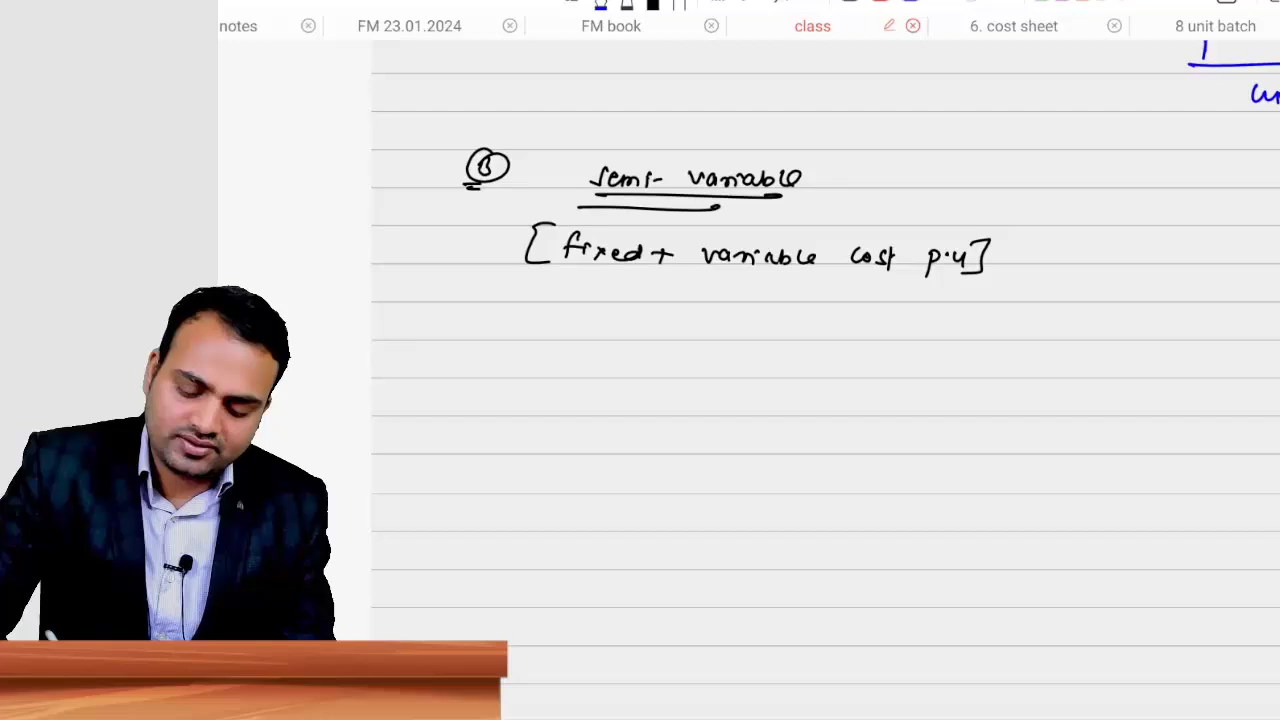 notes FM 23.01.2024 FM book class 6. cost sheet 8 unit batch
B semi- variable
[fixed + variable cost p.u]